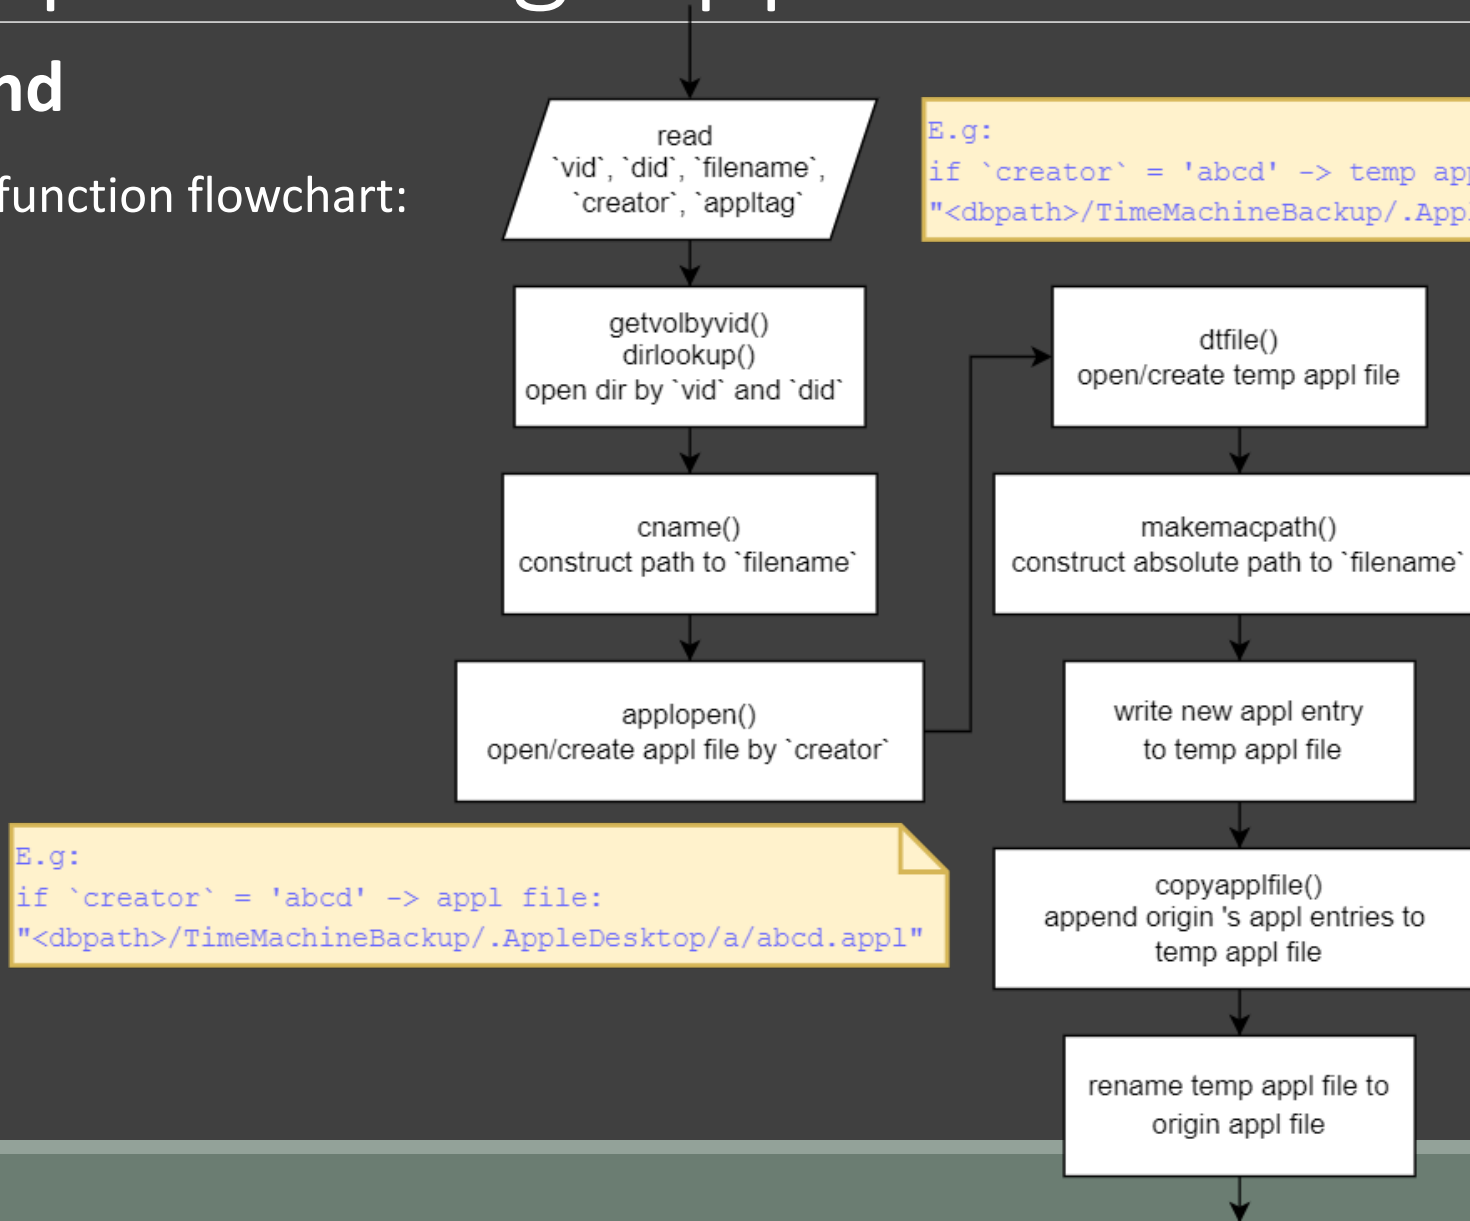 function flowchart:
read
`vid`, `did`, `filename`,
`creator`, `appltag`
getvolbyvid()
dirlookup()
open dir by `vid` and `did`
cname()
construct path to `filename`
applopen()
open/create appl file by `creator`
E.g:
if `creator` = 'abcd' -> appl file:
"<dbpath>/TimeMachineBackup/.AppleDesktop/a/abcd.appl"
E.g:
if `creator` = 'abcd' -> temp
"<dbpath>/TimeMachineBackup/
dtfile()
open/create temp appl file
makemacpath()
construct absolute path to `filename`
write new appl entry
to temp appl file
copyapplfile()
append origin 's appl entries to
temp appl file
rename temp appl file to
origin appl file